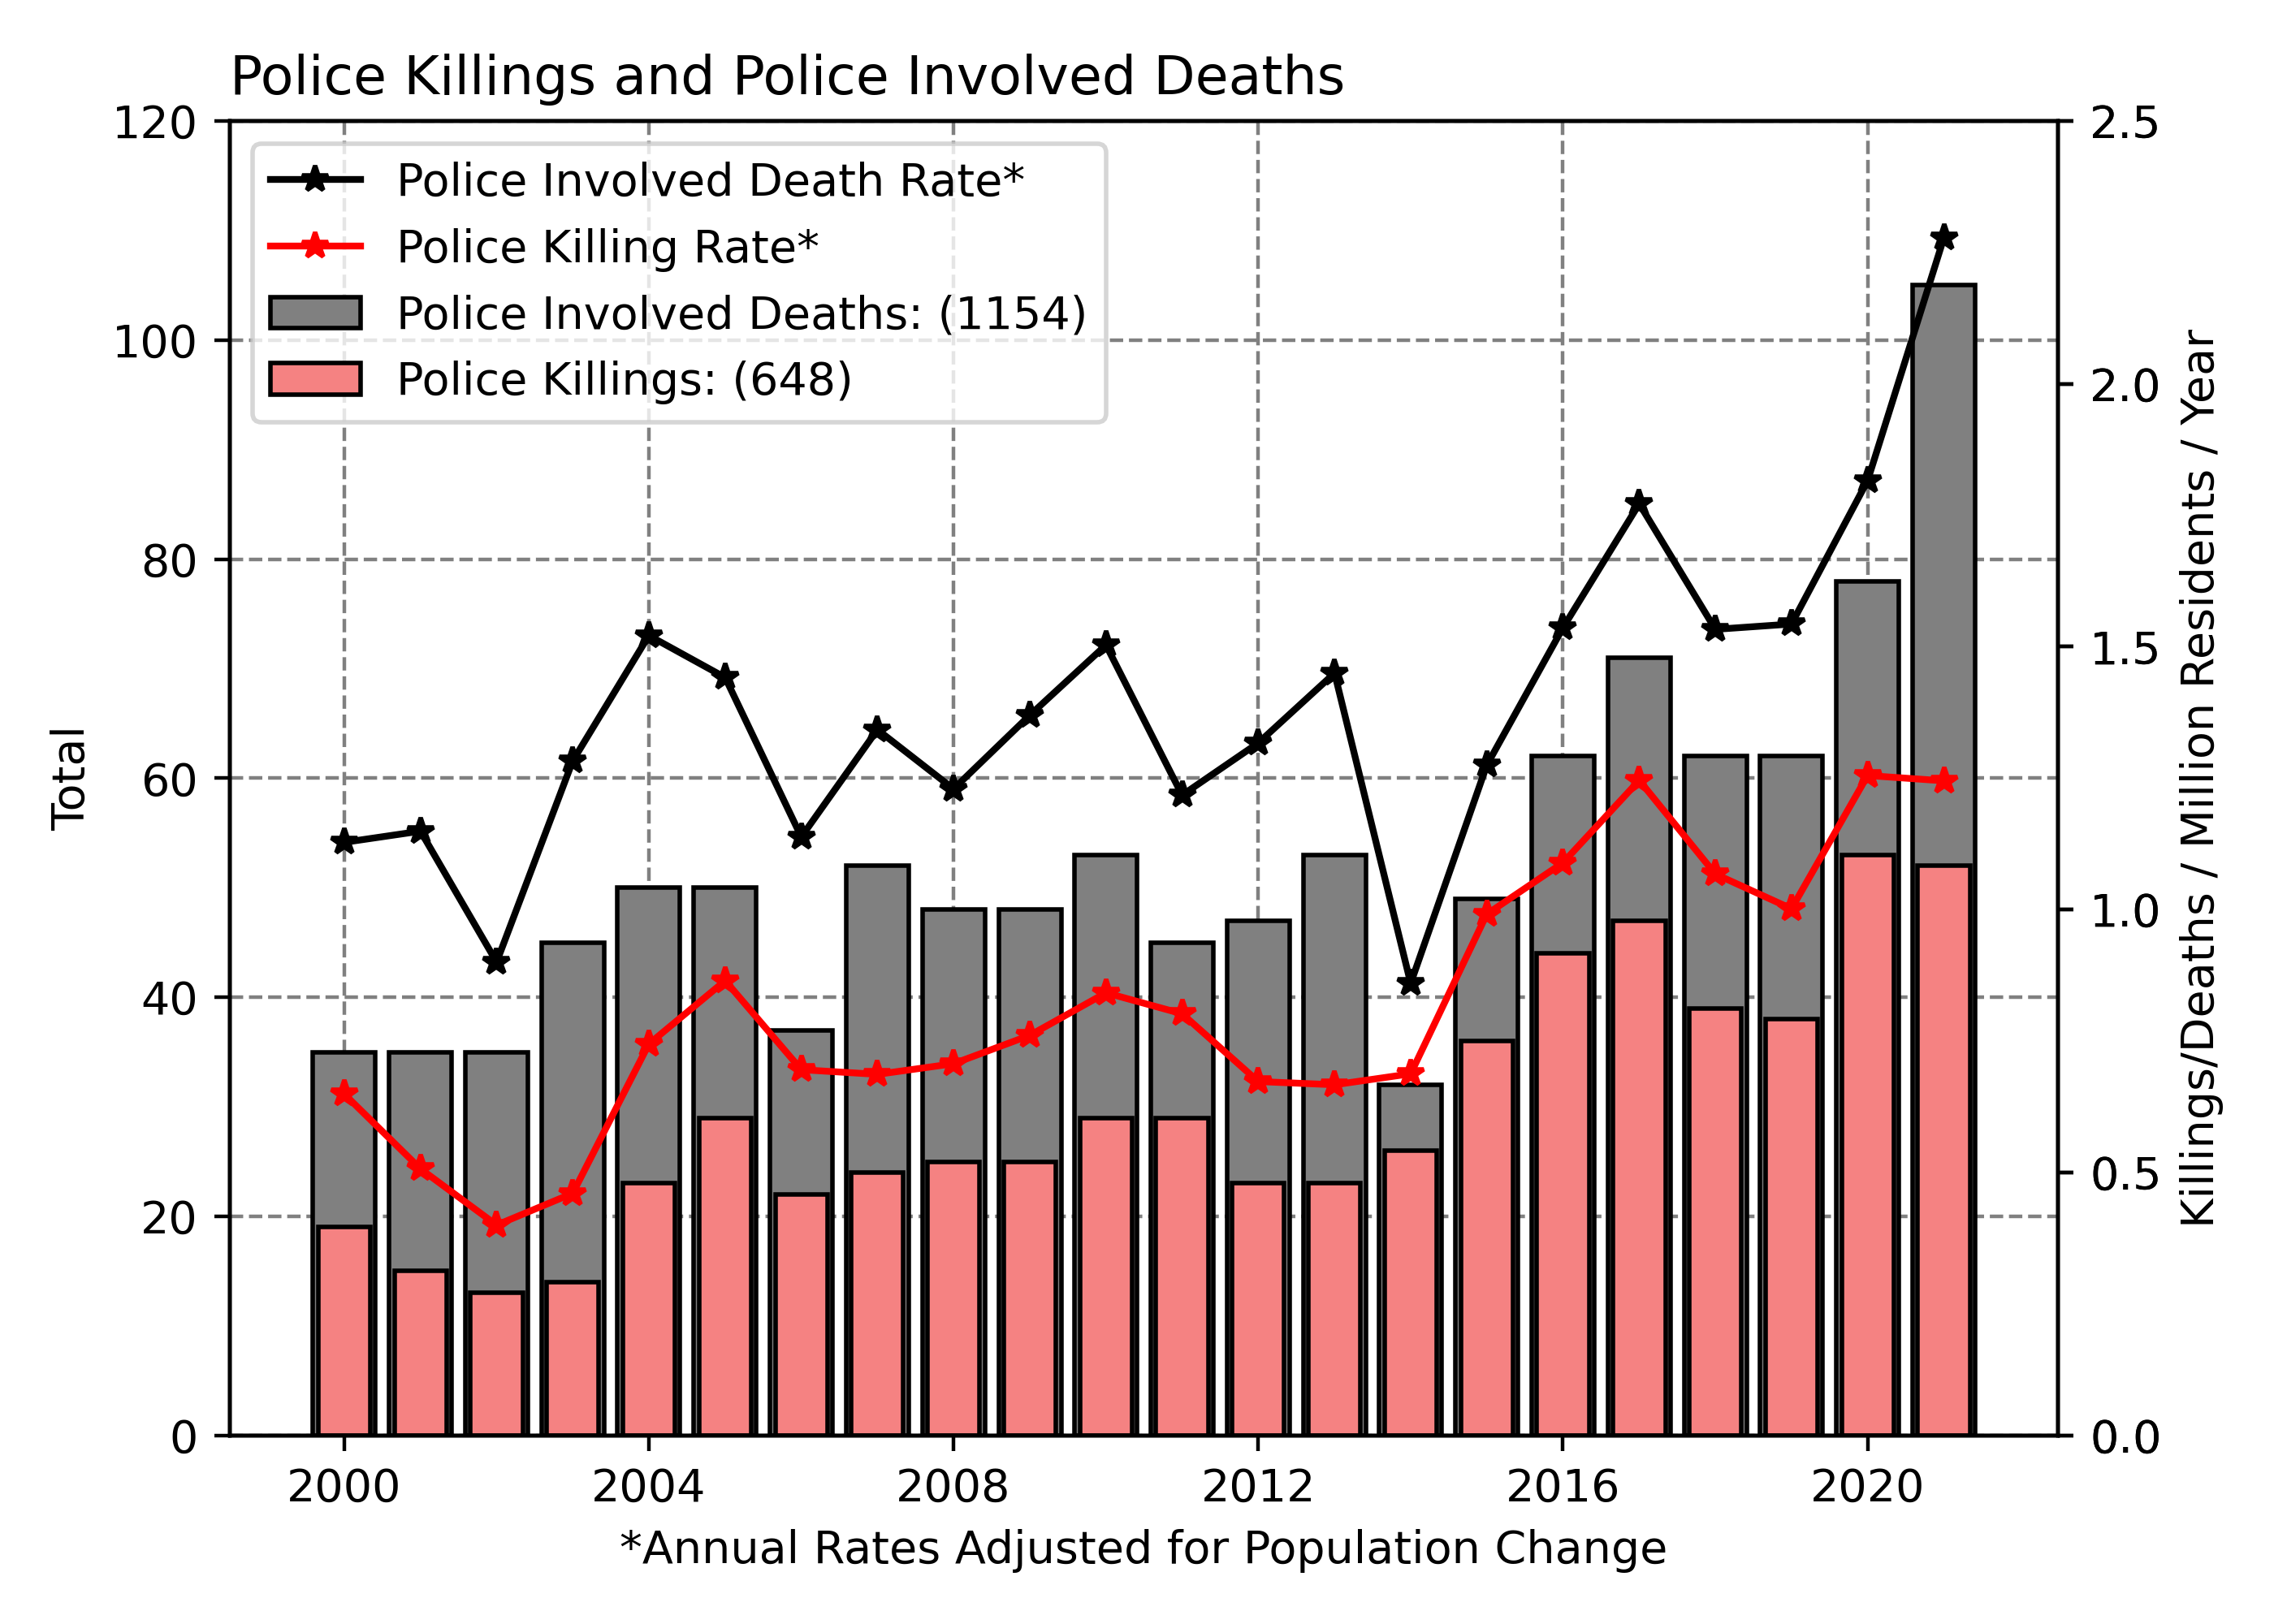 Police Killings and Police Involved Deaths
120
100
80
60
40
20
0
Total
Police Involved Death Rate*
Police Killing Rate*
Police Involved Deaths: (1154)
Police Killings: (648)
2.5
2.0
1.5
1.0
0.5
0.0
Killings/Deaths / Million Residents / Year
2000 2004 2008 2012 2016 2020
*Annual Rates Adjusted for Population Change